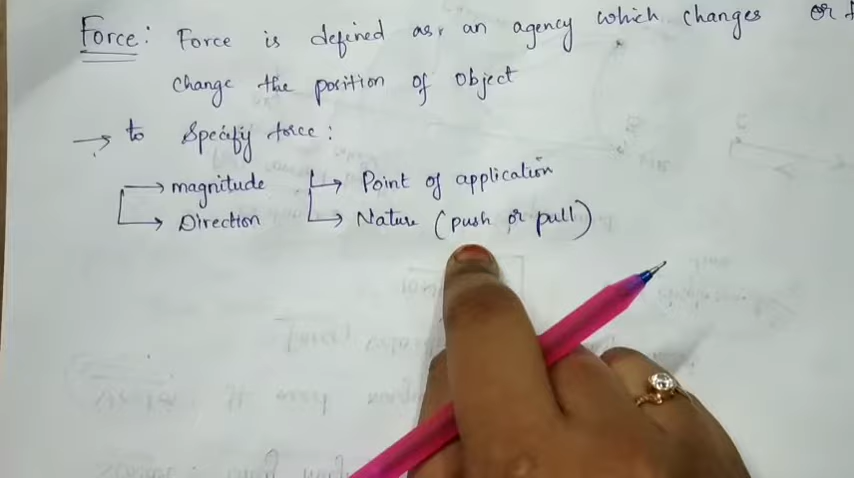 Force: Force is defined as, an agency which changes or
change the position of object
→ to Specify force:
→ magnitude → Point of application
→ Direction → Nature (push or pull)